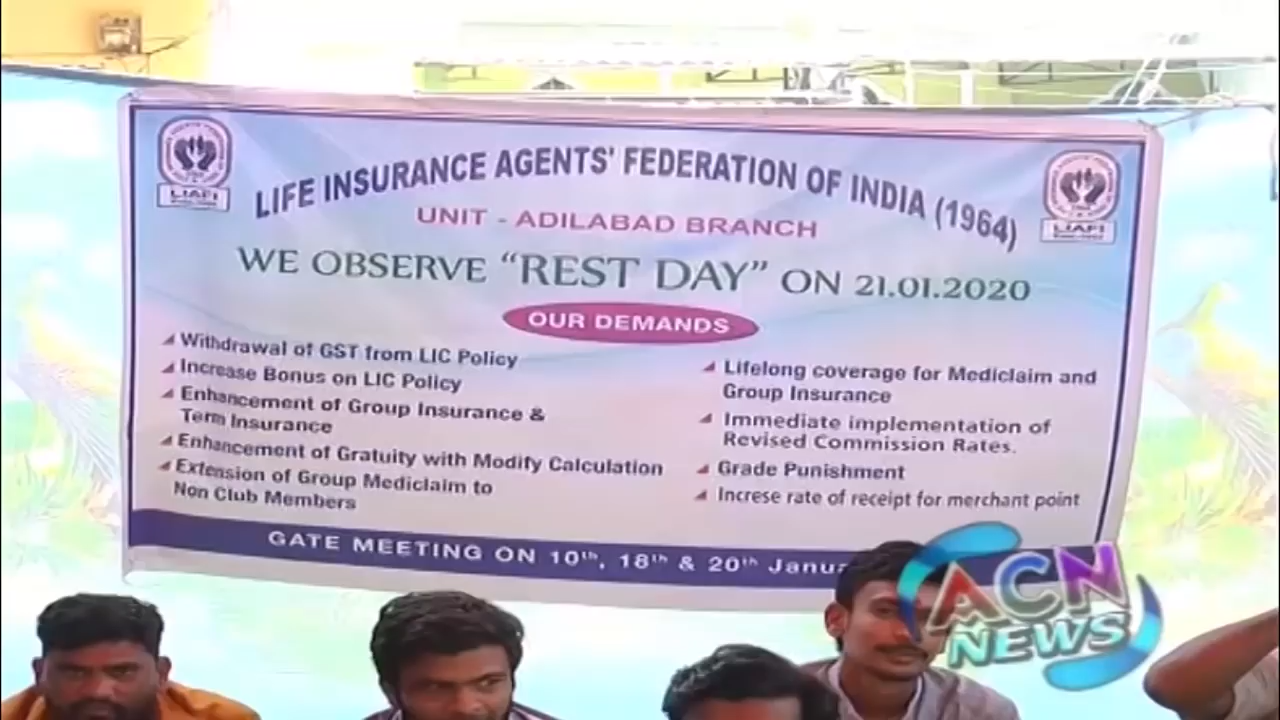 LIFE INSURANCE AGENTS' FEDERATION OF INDIA (1964)
LIAFI
LIAFI
UNIT - ADILABAD BRANCH
WE OBSERVE “REST DAY” ON 21.01.2020
OUR DEMANDS
Withdrawal of GST from LIC Policy
Increase Bonus on LIC Policy
Enhancement of Group Insurance &
Term Insurance
Enhancement of Gratuity with Modify Calculation
Extension of Group Mediclaim to
Non Club Members
Lifelong coverage for Mediclaim and
Group Insurance
Immediate implementation of
Revised Commission Rates.
Grade Punishment
Increse rate of receipt for merchant point
GATE MEETING ON 10th, 18th & 20th Janua
ACN
NEWS